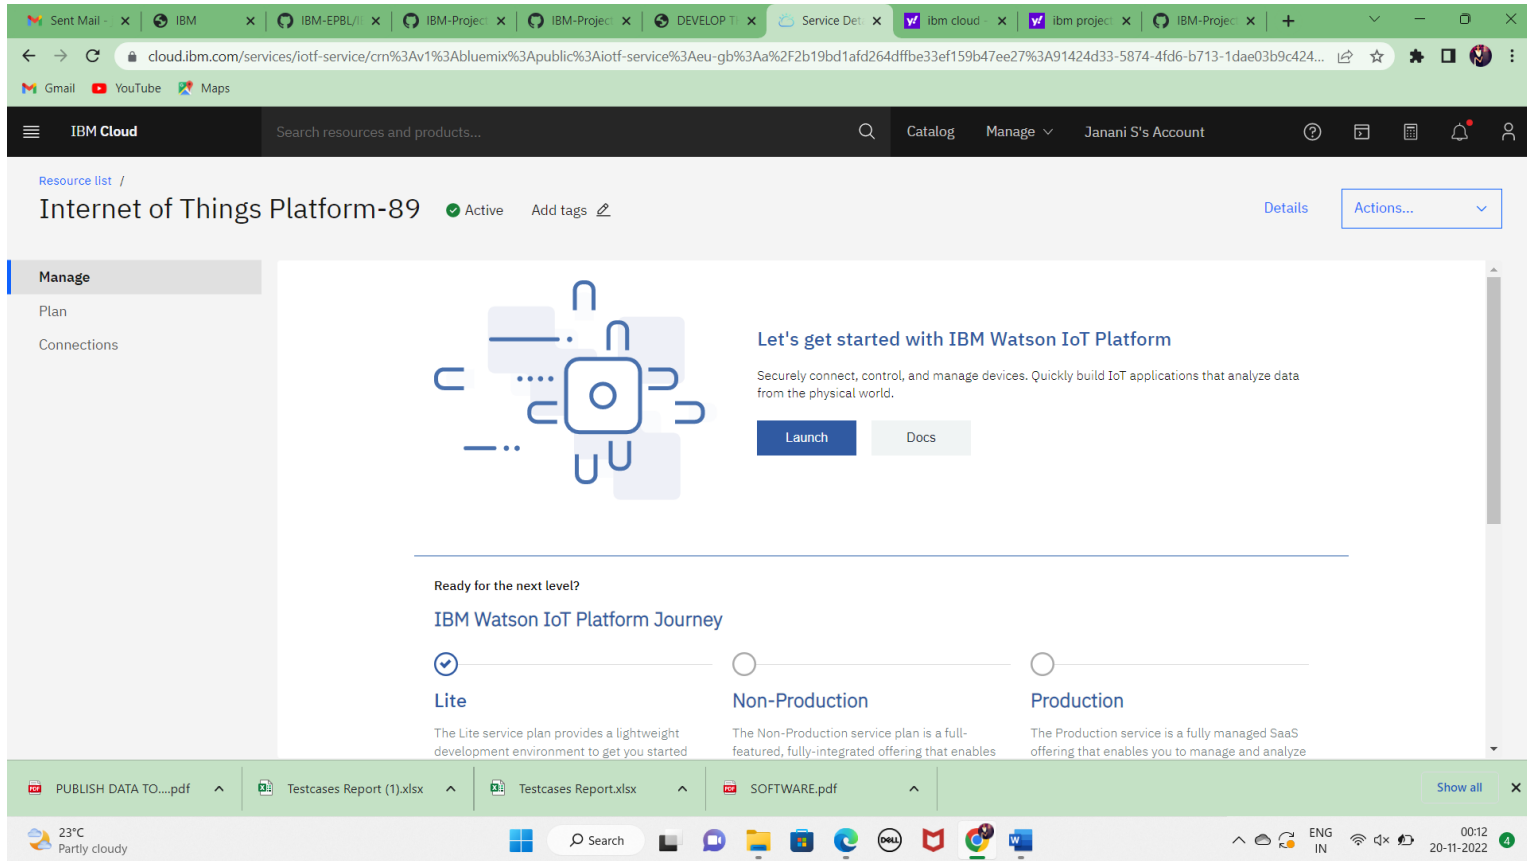 Sent Mail -
IBM
IBM-EPBL/I
IBM-Project
IBM-Project
DEVELOP T
Service Det
ibm cloud -
ibm project
IBM-Project
cloud.ibm.com/services/iotf-service/crn%3Av1%3Abluemix%3Apublic%3Aiotf-service%3Aeu-gb%3Aa%2F2b19bd1afd264dffbe33ef159b47ee27%3A91424d33-5874-4fd6-b713-1dae03b9c424...
Gmail YouTube Maps
IBM Cloud
Search resources and products...
Catalog Manage Janani S's Account
Resource list /
Internet of Things Platform-89 Active Add tags
Details Actions...
Manage
Plan
Connections
Let's get started with IBM Watson IoT Platform
Securely connect, control, and manage devices. Quickly build IoT applications that analyze data
from the physical world.
Launch Docs
Ready for the next level?
IBM Watson IoT Platform Journey
Lite
The Lite service plan provides a lightweight
development environment to get you started
Non-Production
The Non-Production service plan is a full-
featured, fully-integrated offering that enables
Production
The Production service is a fully managed SaaS
offering that enables you to manage and analyze
PUBLISH DATA TO....pdf
Testcases Report (1).xlsx
Testcases Report.xlsx
SOFTWARE.pdf
Show all
23°C
Partly cloudy
Search
DELL
ENG
IN
00:12
20-11-2022
4